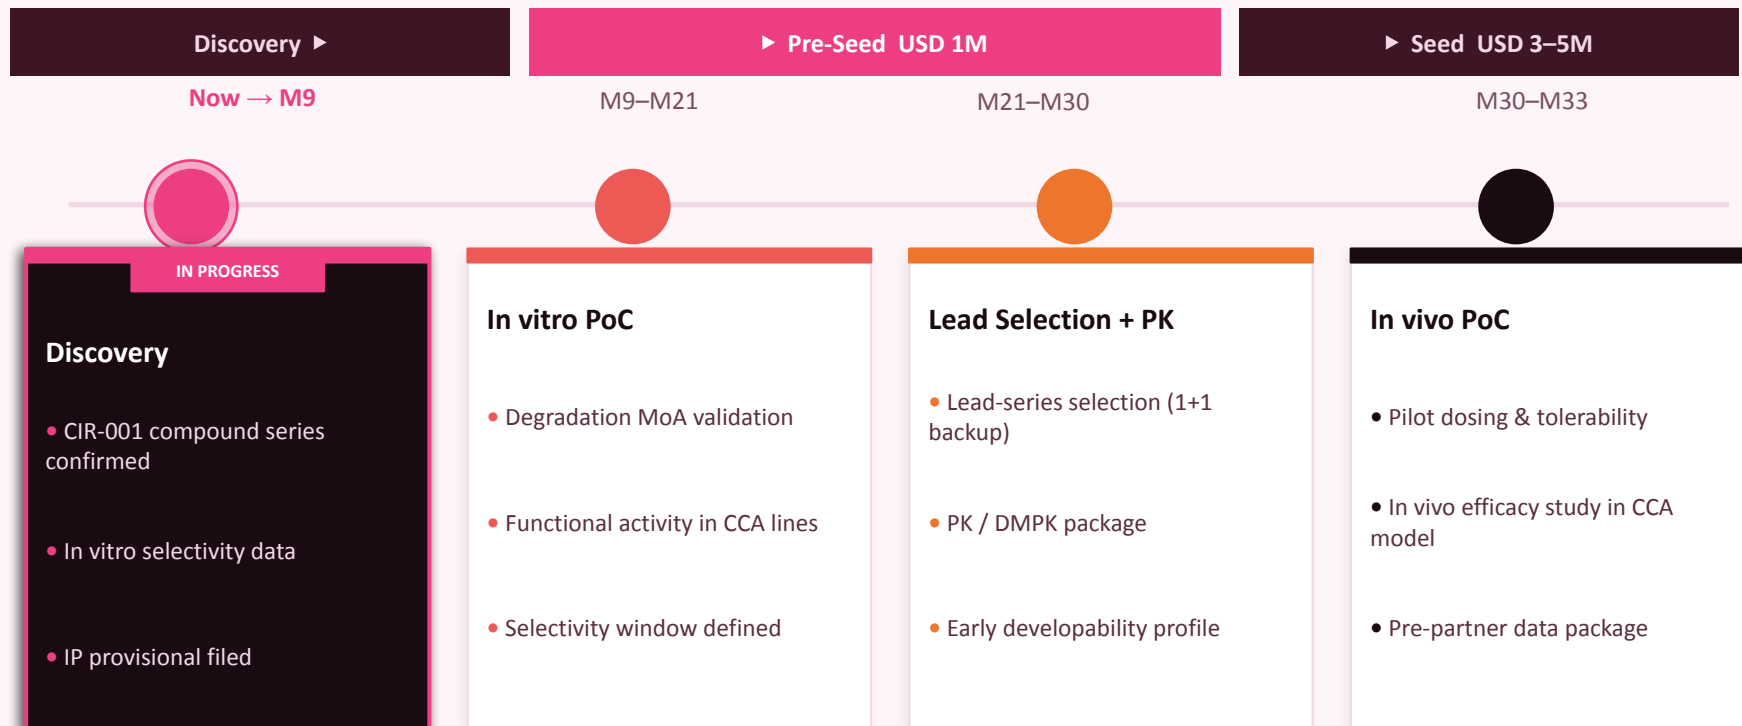 Discovery ▶
▶ Pre-Seed  USD 1M
▶ Seed  USD 3–5M
Now → M9
M9–M21
M21–M30
M30–M33
IN PROGRESS
Discovery
• CIR-001 compound series
confirmed
• In vitro selectivity data
• IP provisional filed
In vitro PoC
• Degradation MoA validation
• Functional activity in CCA lines
• Selectivity window defined
Lead Selection + PK
• Lead-series selection (1+1
backup)
• PK / DMPK package
• Early developability profile
In vivo PoC
• Pilot dosing & tolerability
• In vivo efficacy study in CCA
model
• Pre-partner data package